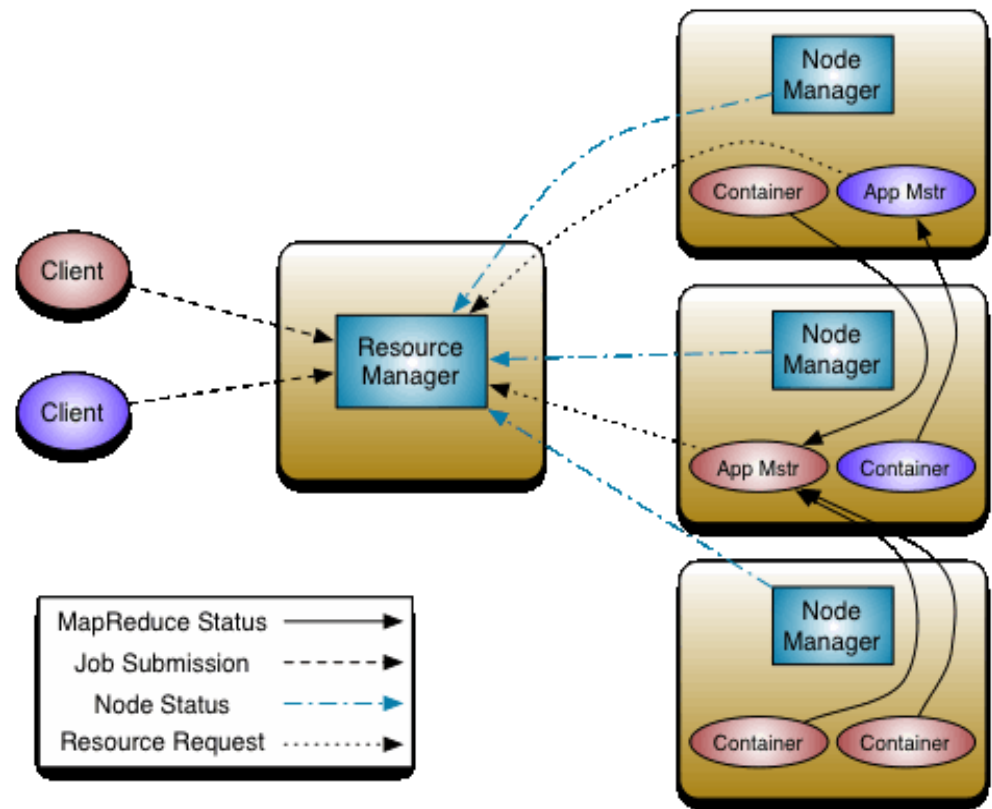 Client
Client
Resource
Manager
Node
Manager
Container
App Mstr
Node
Manager
App Mstr
Container
Node
Manager
Container
Container
MapReduce Status
Job Submission
Node Status
Resource Request